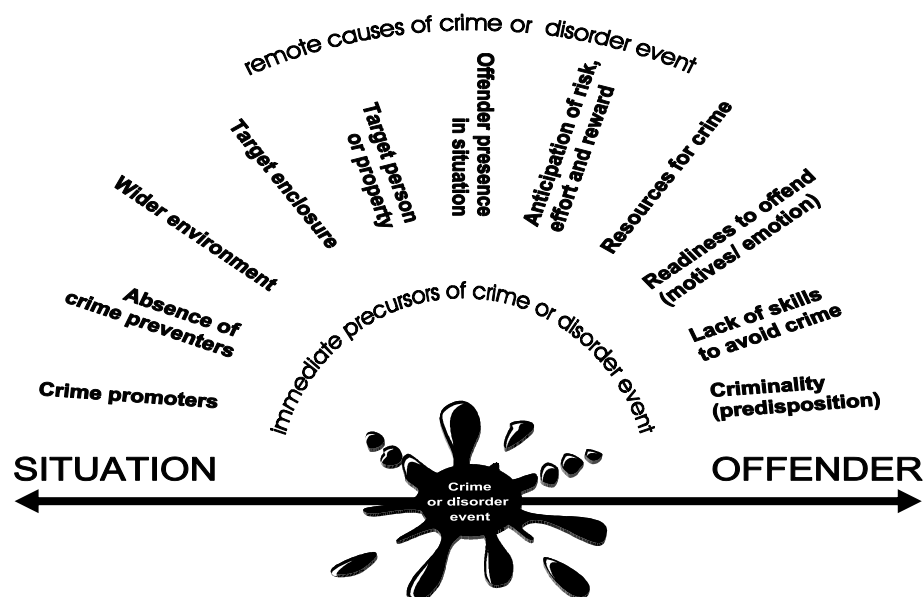 remote causes of crime or disorder event
Crime promoters
Absence of
crime preventers
Wider environment
Target enclosure
Target person
or property
Offender presence
in situation
Anticipation of risk,
effort and reward
Resources for crime
Readiness to offend
(motives/ emotion)
Lack of skills
to avoid crime
Criminality
(predisposition)
immediate precursors of crime or disorder event
SITUATION
OFFENDER
Crime
or disorder
event